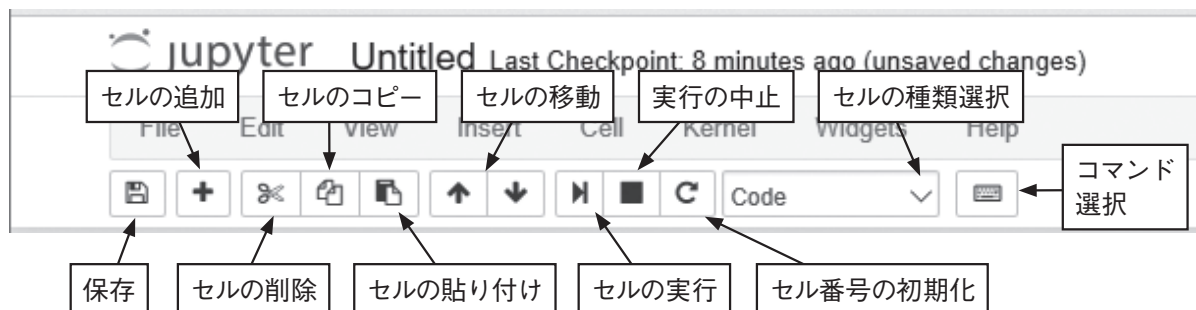 jupyter Untitled Last Checkpoint: 8 minutes ago (unsaved changes)
セルの追加 セルのコピー セルの移動 実行の中止 セルの種類選択
File Edit View Insert Cell Kernel Widgets Help
コマンド
選択
Code
保存 セルの削除 セルの貼り付け セルの実行 セル番号の初期化